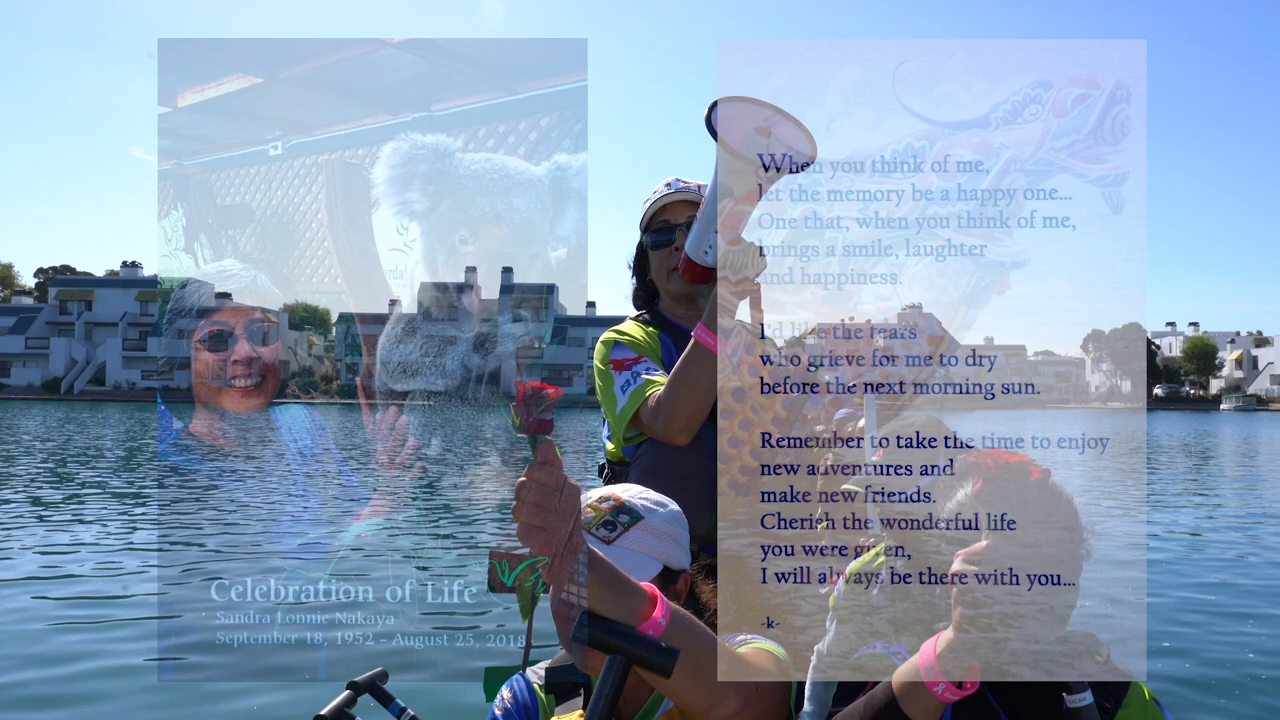 Celebration of Life
Sandra Lonnie Nakaya
September 18, 1952 - August 25, 2018
When you think of me,
let the memory be a happy one...
One that, when you think of me,
brings a smile, laughter
and happiness.
I'd like the tears
who grieve for me to dry
before the next morning sun.
Remember to take the time to enjoy
new adventures and
make new friends.
Cherish the wonderful life
you were given,
I will always be there with you...
-k-